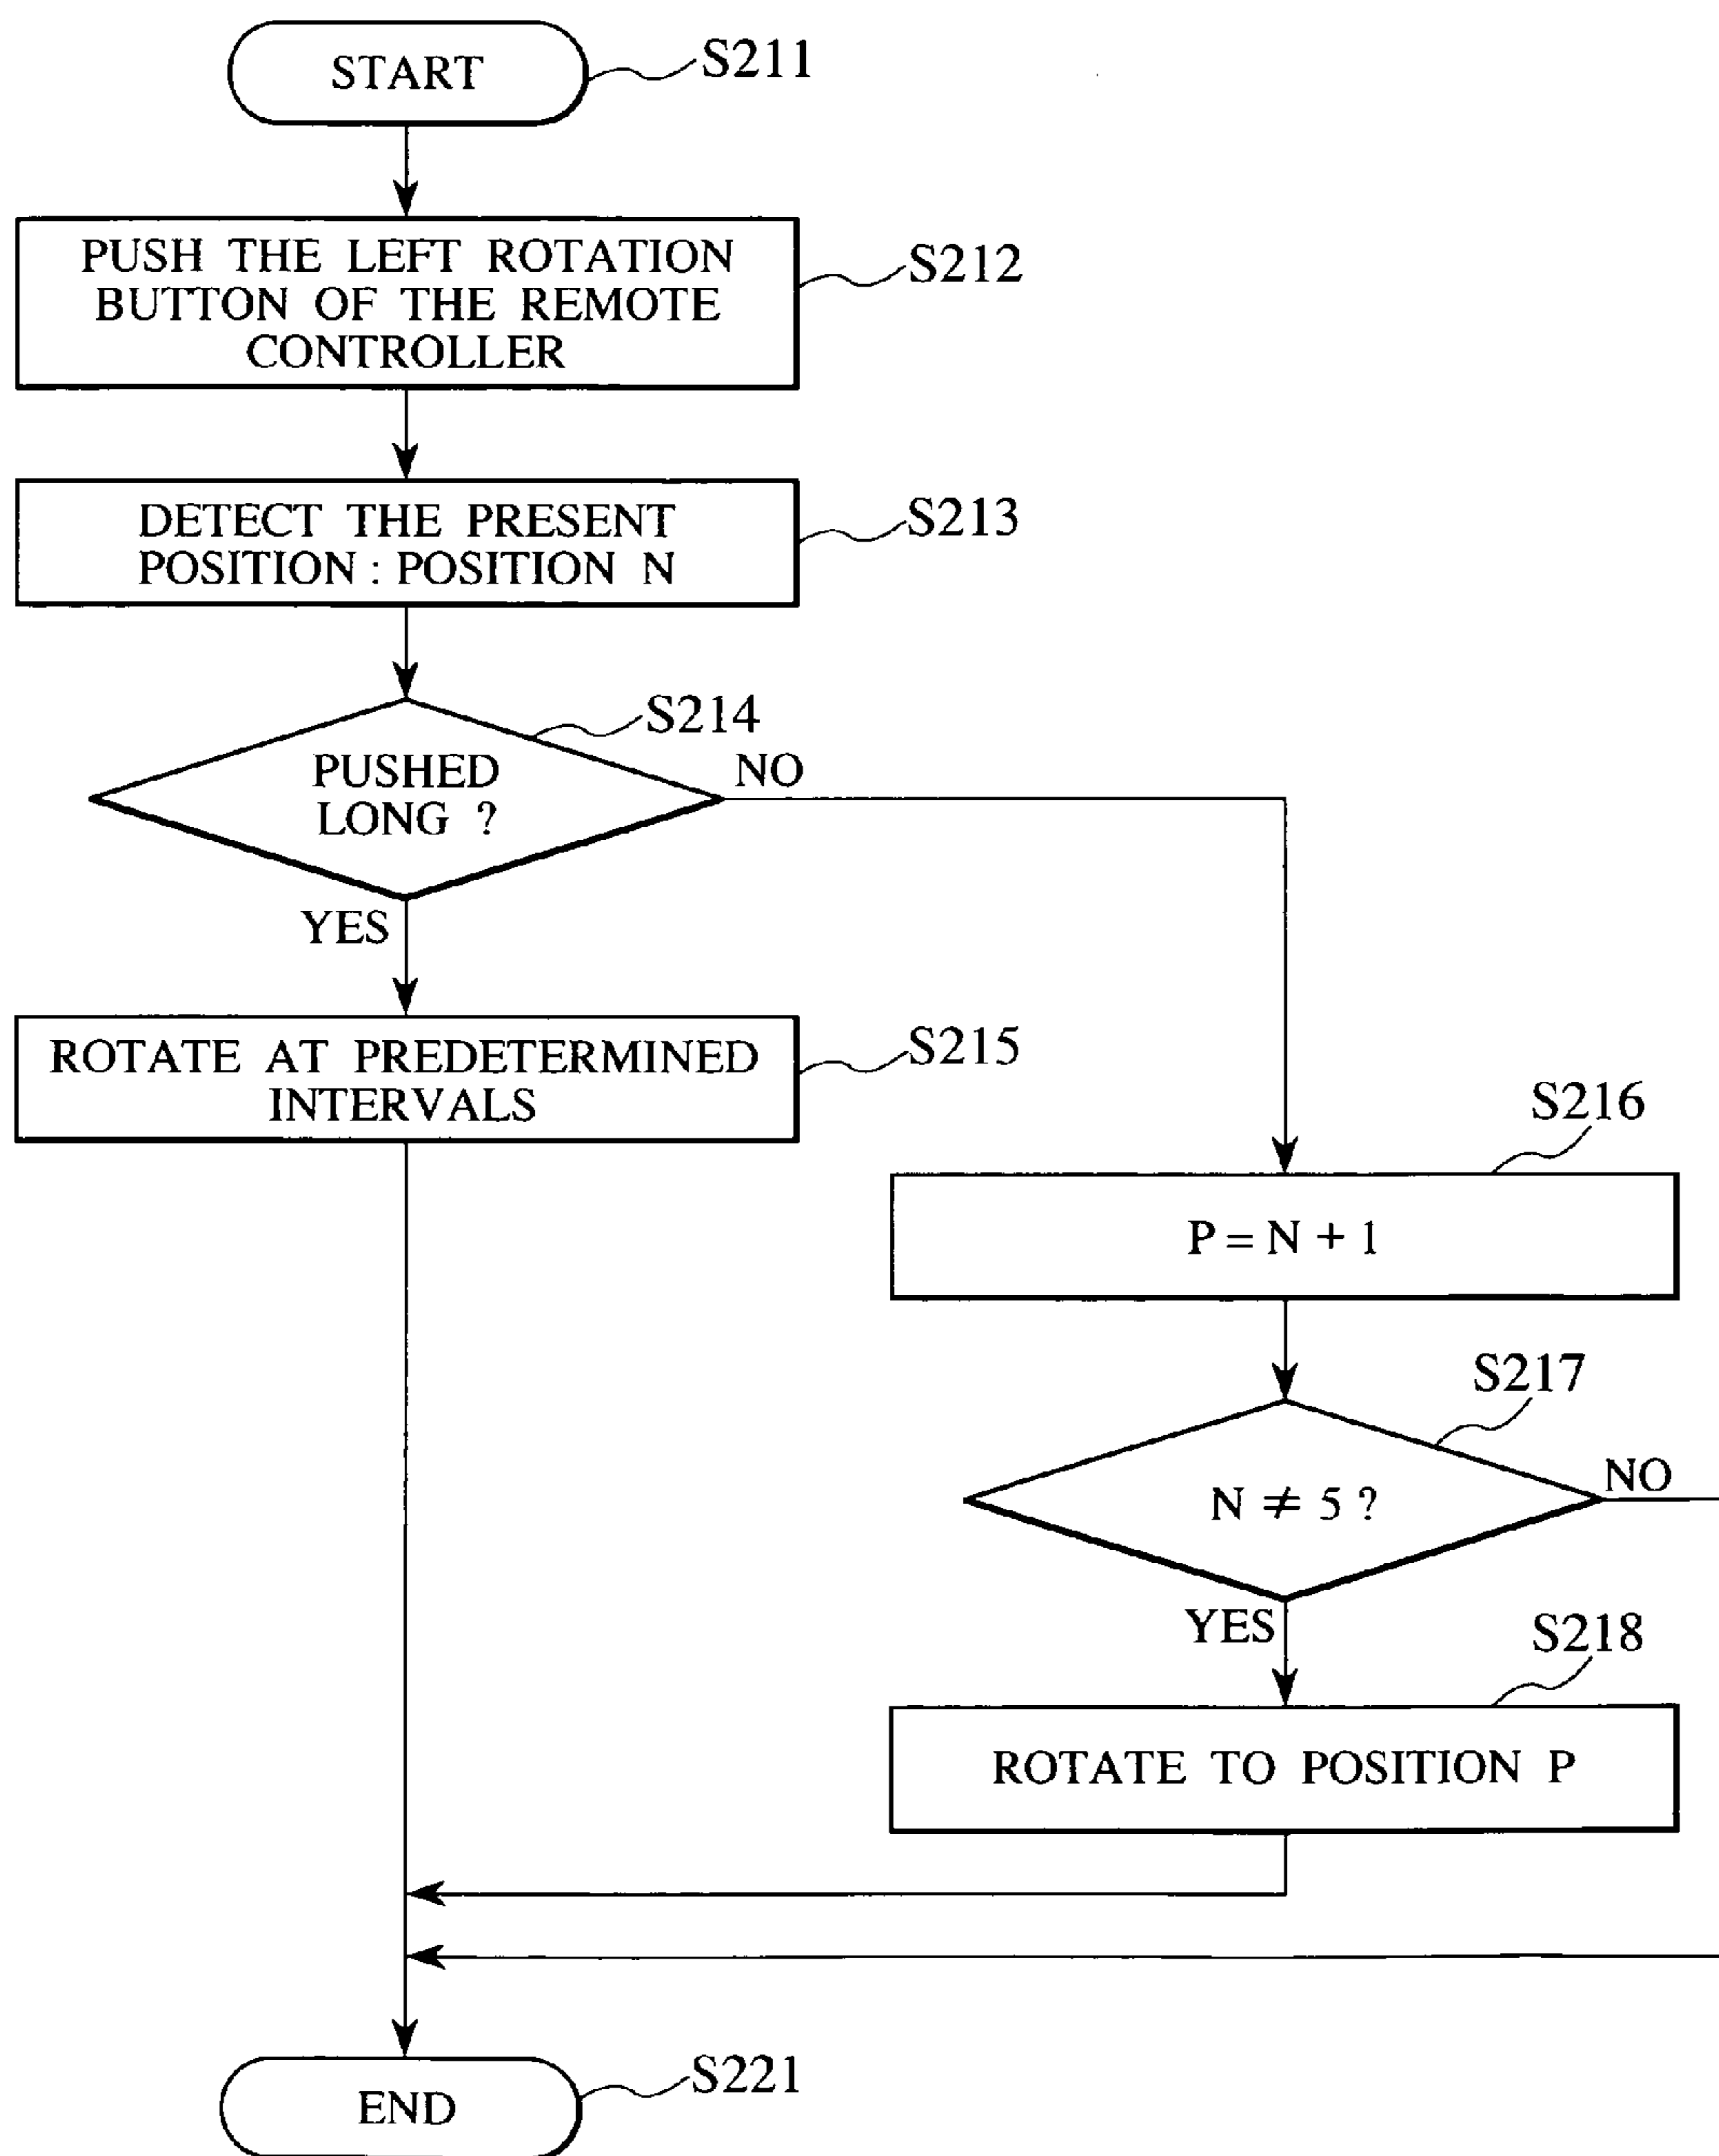 START
S211
PUSH THE LEFT ROTATION
BUTTON OF THE REMOTE
CONTROLLER
S212
DETECT THE PRESENT
POSITION : POSITION N
S213
S214
PUSHED
LONG ?
NO
YES
ROTATE AT PREDETERMINED
INTERVALS
S215
S216
P = N + 1
S217
N ≠ 5 ?
NO
YES
S218
ROTATE TO POSITION P
END
S221